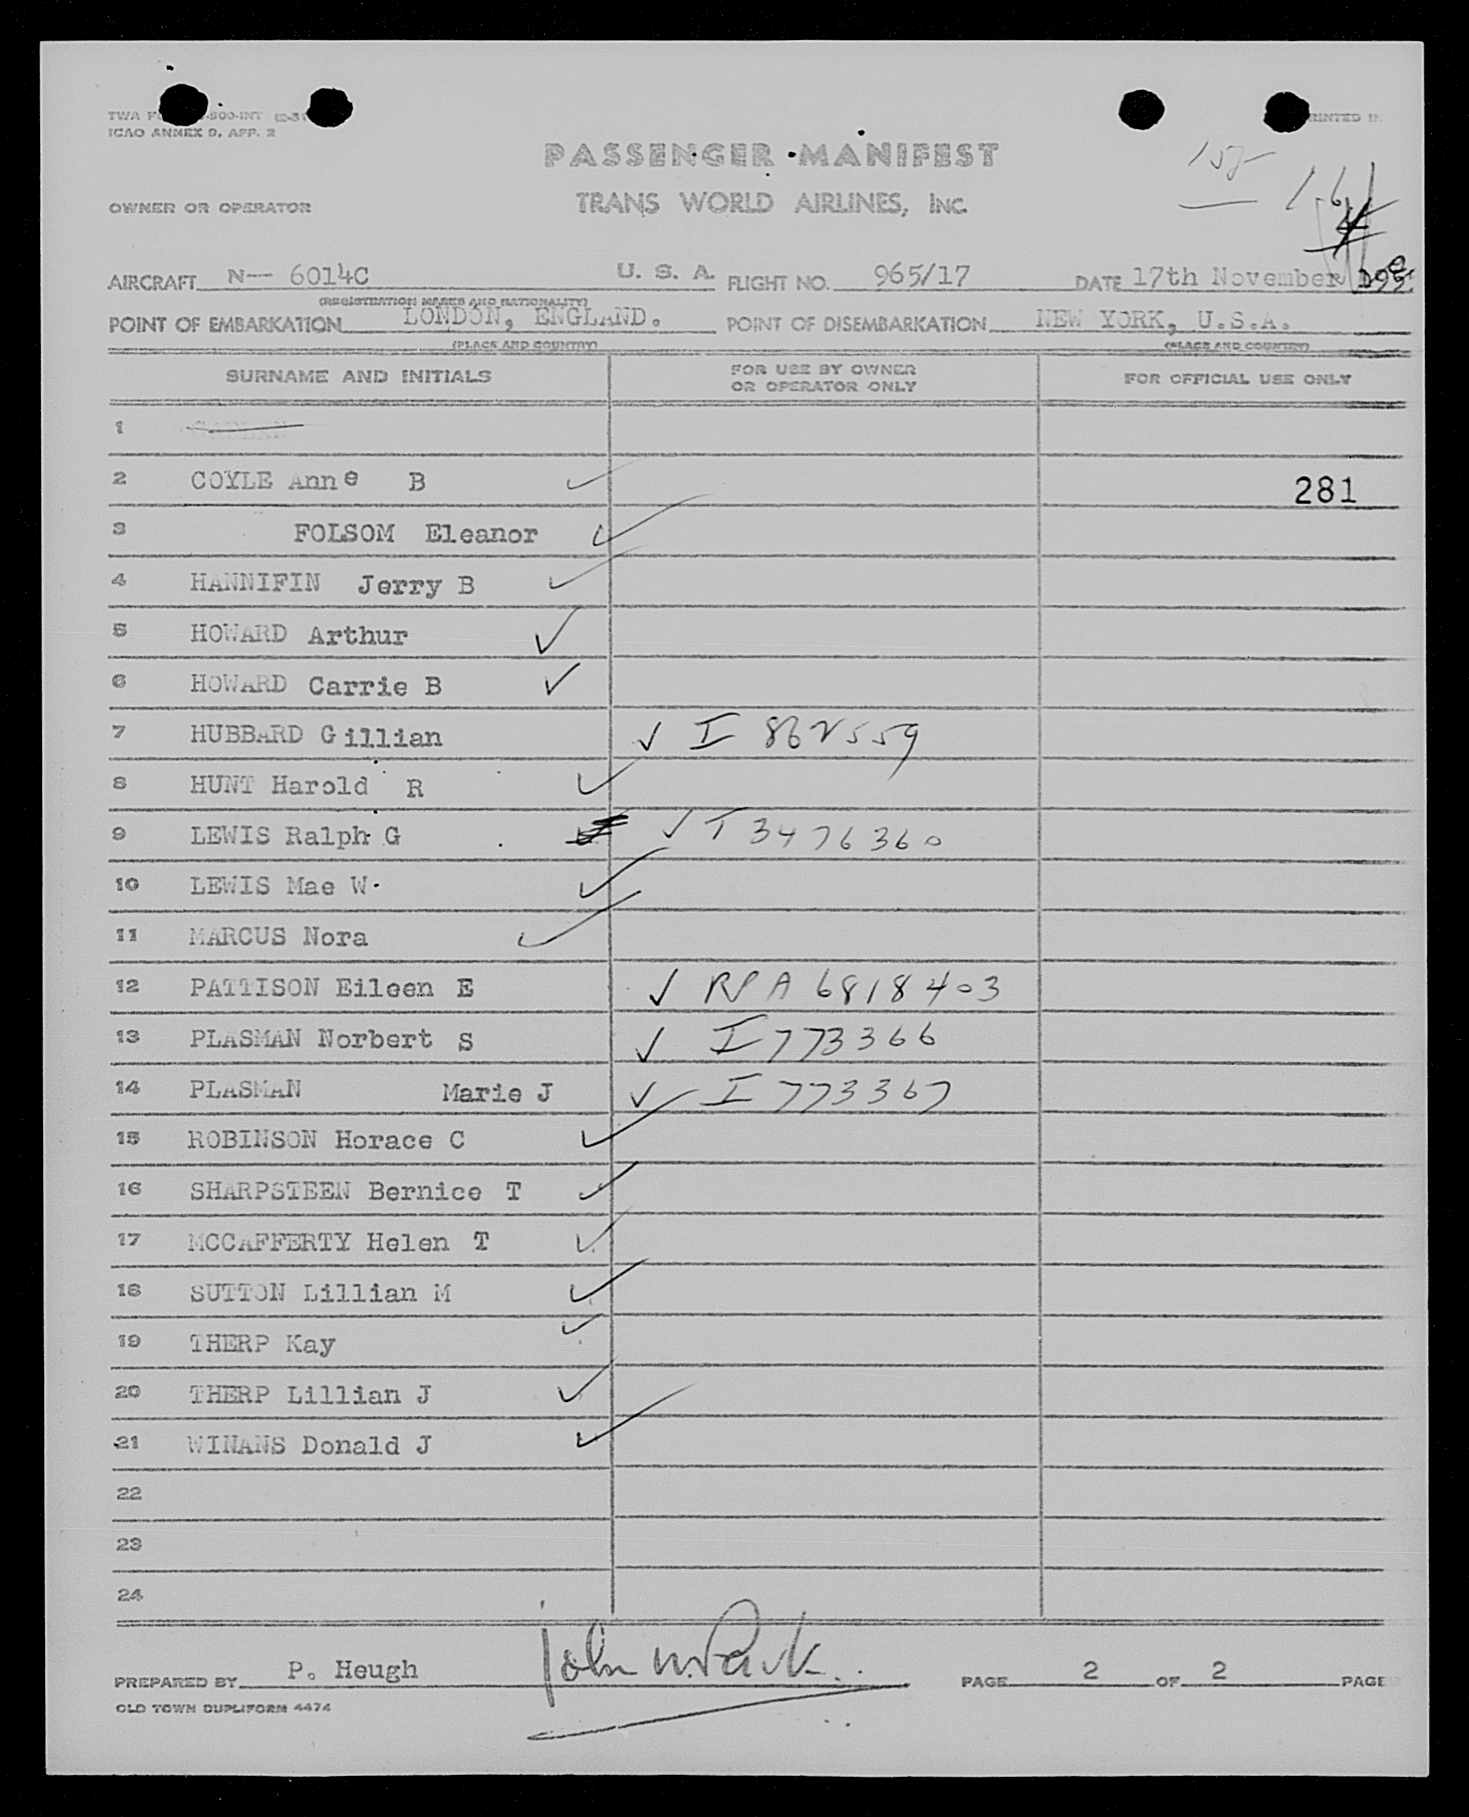 TWA F -800-INT
ICAO ANNEX 9, APP. 2
PRINTED IN
PASSENGER MANIFEST
OWNER OR OPERATOR
TRANS WORLD AIRLINES, INC.
AIRCRAFT N-- 6014C U. S. A. FLIGHT NO. 965/17 DATE 17th November
(REGISTRATION MARKS AND NATIONALITY)
POINT OF EMBARKATION LONDON, ENGLAND. POINT OF DISEMBARKATION NEW YORK, U.S.A.
(PLACE AND COUNTRY) (PLACE AND COUNTRY)
SURNAME AND INITIALS FOR USE BY OWNER OR OPERATOR ONLY FOR OFFICIAL USE ONLY
1
2 COYLE Anne B 281
3 FOLSOM Eleanor
4 HANNIFIN Jerry B
5 HOWARD Arthur
6 HOWARD Carrie B
7 HUBBARD Gillian ✓ I 862559
8 HUNT Harold R
9 LEWIS Ralph G ✓ I 3476360
10 LEWIS Mae W.
11 MARCUS Nora
12 PATTISON Eileen E ✓ RPA 6818403
13 PLASMAN Norbert S ✓ I 773366
14 PLASMAN Marie J ✓ I 773367
15 ROBINSON Horace C
16 SHARPSTEEN Bernice T
17 MCCAFFERTY Helen T
18 SUTTON Lillian M
19 THERP Kay
20 THERP Lillian J
21 WINANS Donald J
22
23
24
PREPARED BY P. Heugh PAGE 2 OF 2 PAGE
OLD TOWN DUPLIFORM 4474